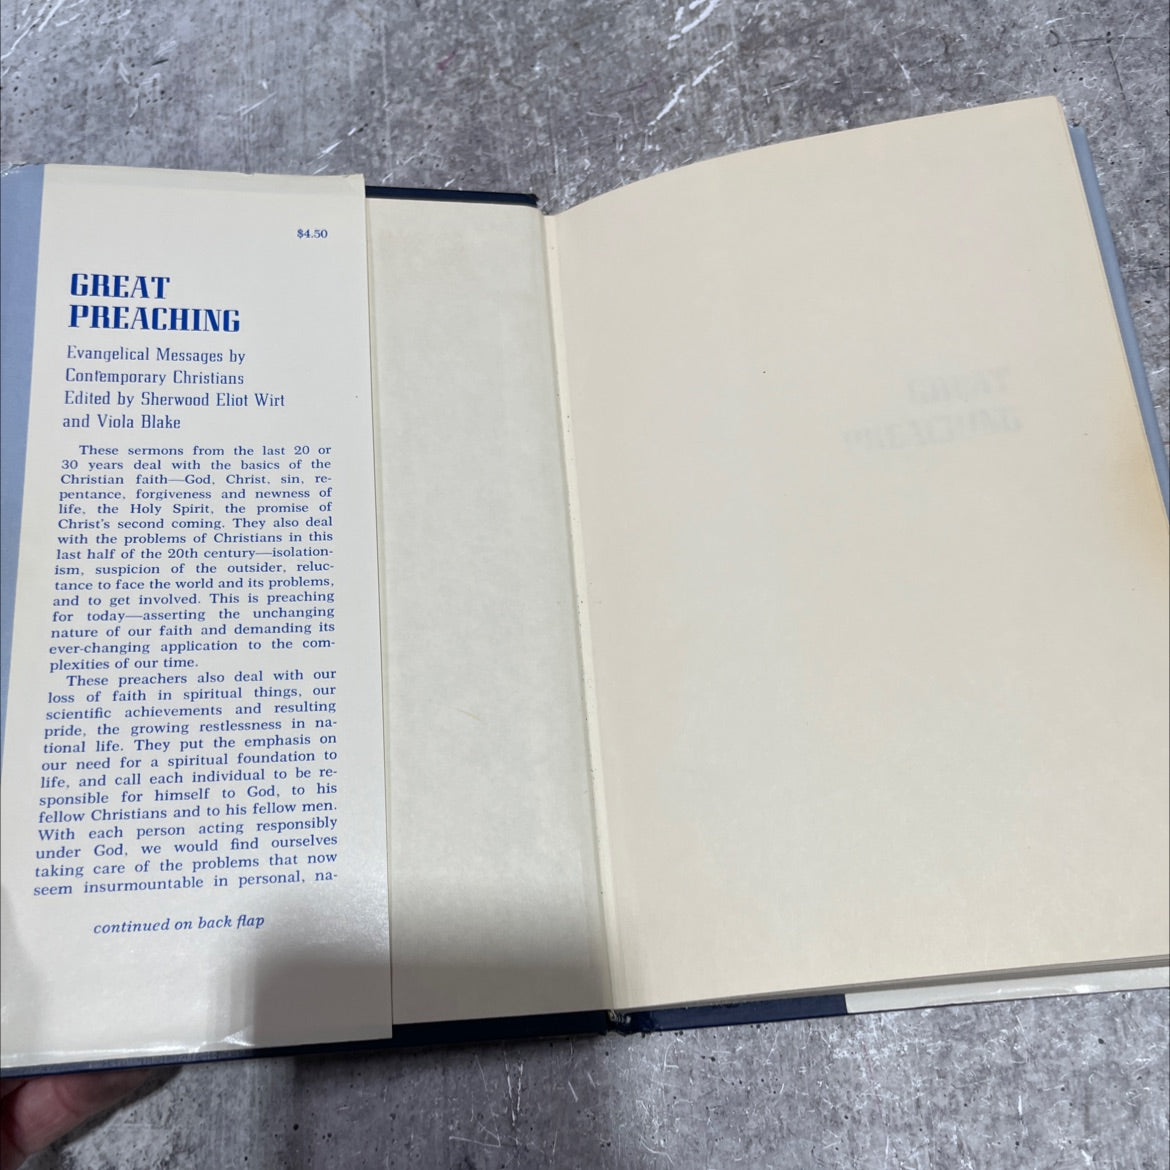 $4.50
GREAT
PREACHING
Evangelical Messages by
Contemporary Christians
Edited by Sherwood Eliot Wirt
and Viola Blake
These sermons from the last 20 or
30 years deal with the basics of the
Christian faith—God, Christ, sin, re-
pentance, forgiveness and newness of
life, the Holy Spirit, the promise of
Christ's second coming. They also deal
with the problems of Christians in this
last half of the 20th century—isolation-
ism, suspicion of the outsider, reluc-
tance to face the world and its problems,
and to get involved. This is preaching
for today—asserting the unchanging
nature of our faith and demanding its
ever-changing application to the com-
plexities of our time.
These preachers also deal with our
loss of faith in spiritual things, our
scientific achievements and resulting
pride, the growing restlessness in na-
tional life. They put the emphasis on
our need for a spiritual foundation to
life, and call each individual to be re-
sponsible for himself to God, to his
fellow Christians and to his fellow men.
With each person acting responsibly
under God, we would find ourselves
taking care of the problems that now
seem insurmountable in personal, na-
continued on back flap